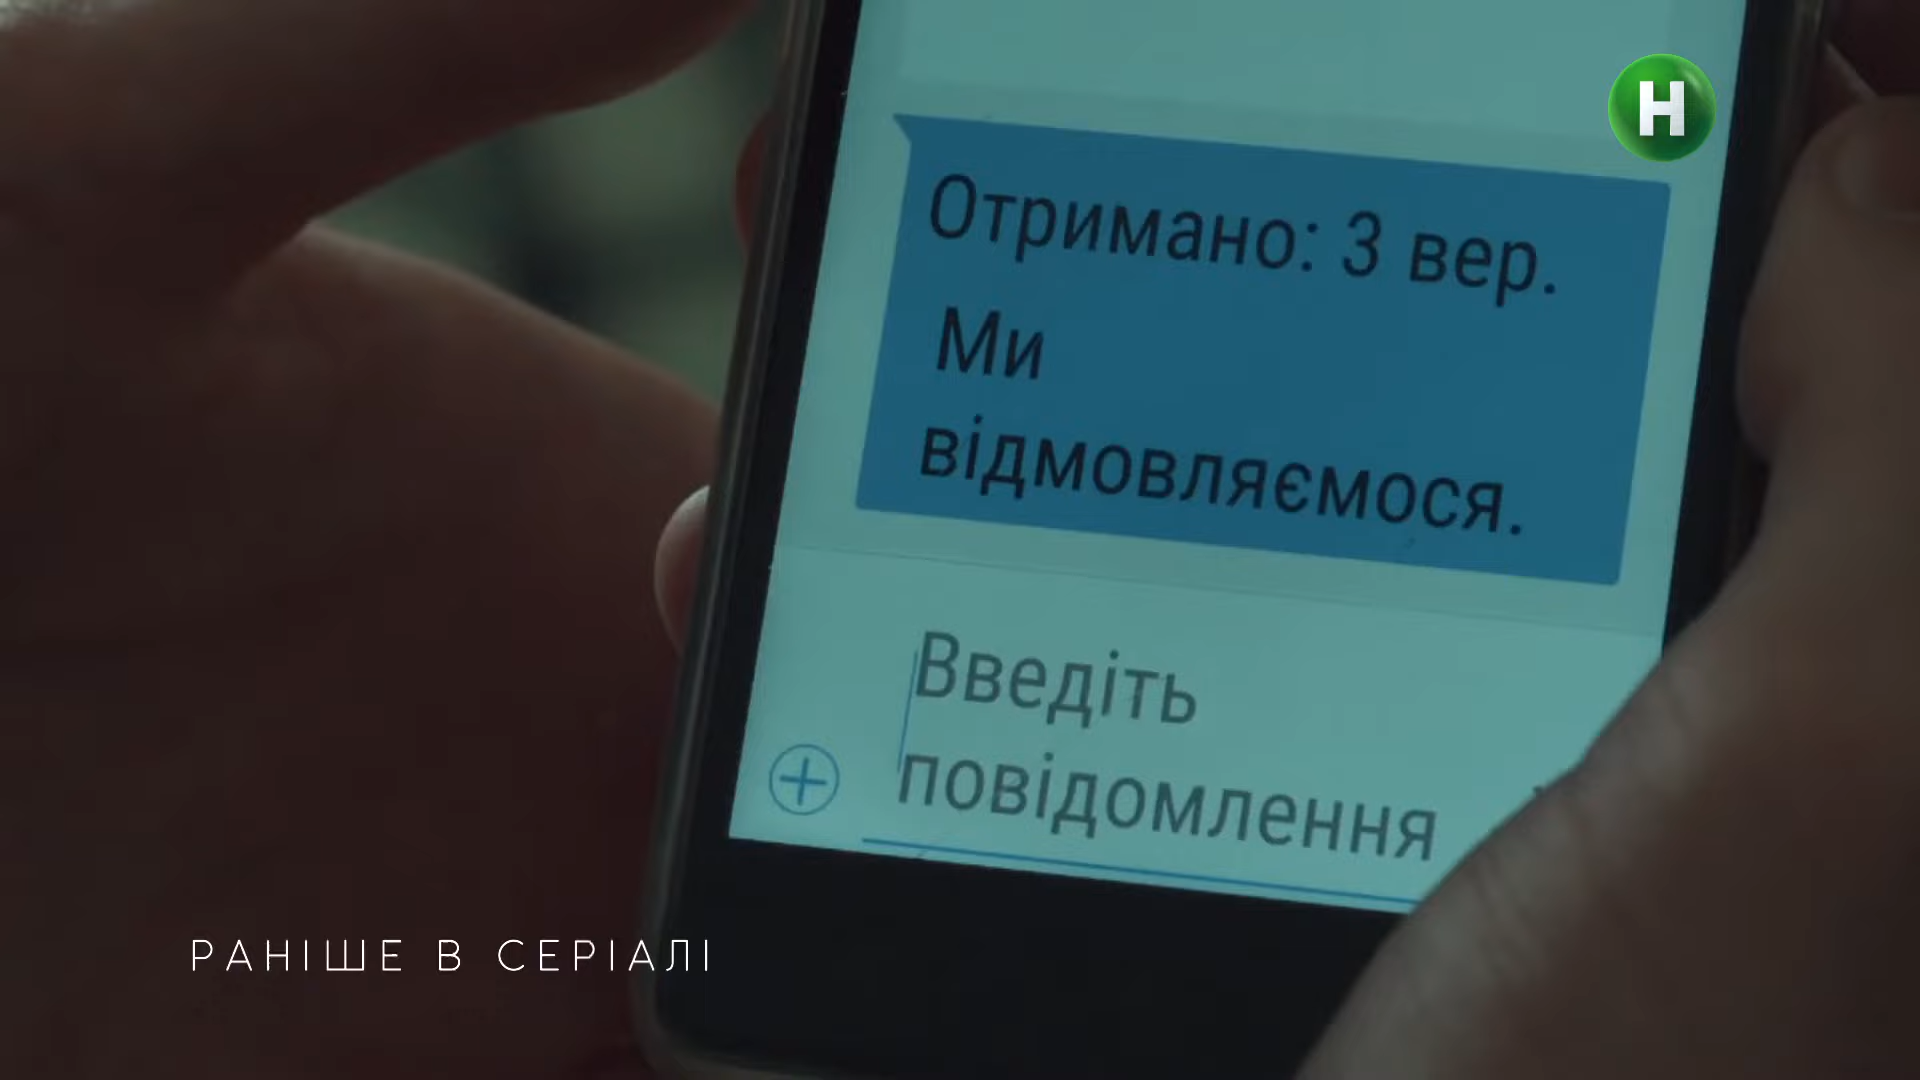 Н
Отримано: 3 вер.
Ми
відмовляємося.
Введіть
повідомлення
РАНІШЕ В СЕРІАЛІ